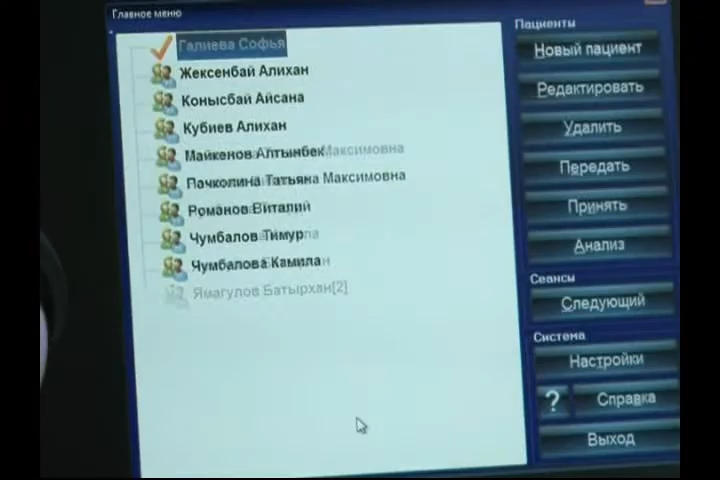 Главное меню
Галиева Софья
Жексенбай Алихан
Конысбай Айсана
Кубиев Алихан
Майкенов Алтынбек
Максимовна
Пачколина Татьяна Максимовна
Романов Виталий
Чумбалов Тимур
Чумбалова Камила
Ямагулов Батырхан[2]
Пациенты
Новый пациент
Редактировать
Удалить
Передать
Принять
Анализ
Сеансы
Следующий
Система
Настройки
?
Справка
Выход